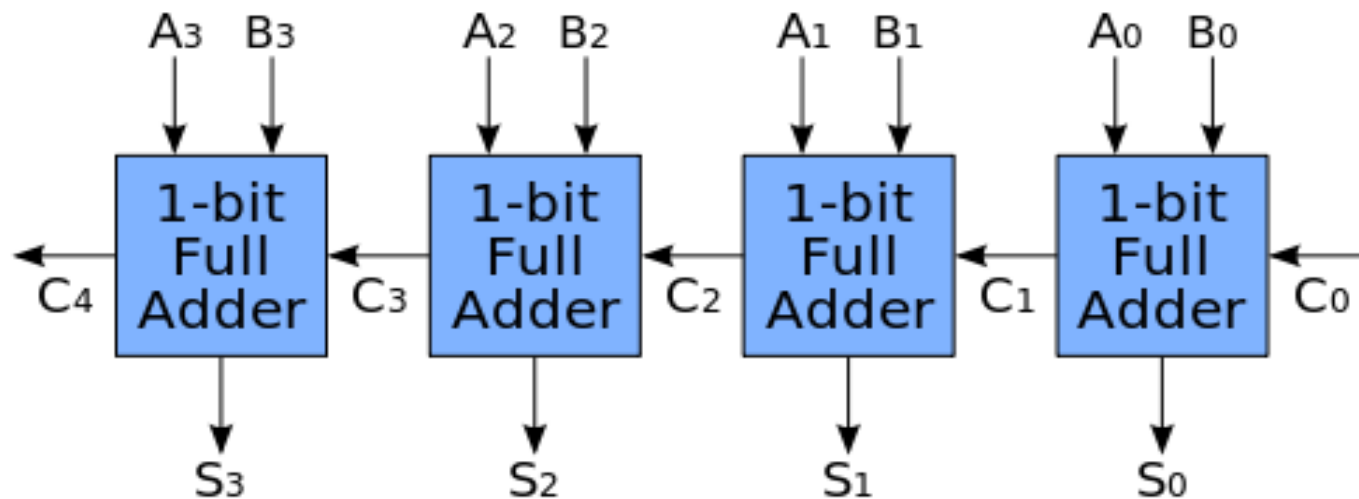 A3 B3 A2 B2 A1 B1 A0 B0
1-bit Full Adder
1-bit Full Adder
1-bit Full Adder
1-bit Full Adder
C4 C3 C2 C1 C0
S3 S2 S1 S0